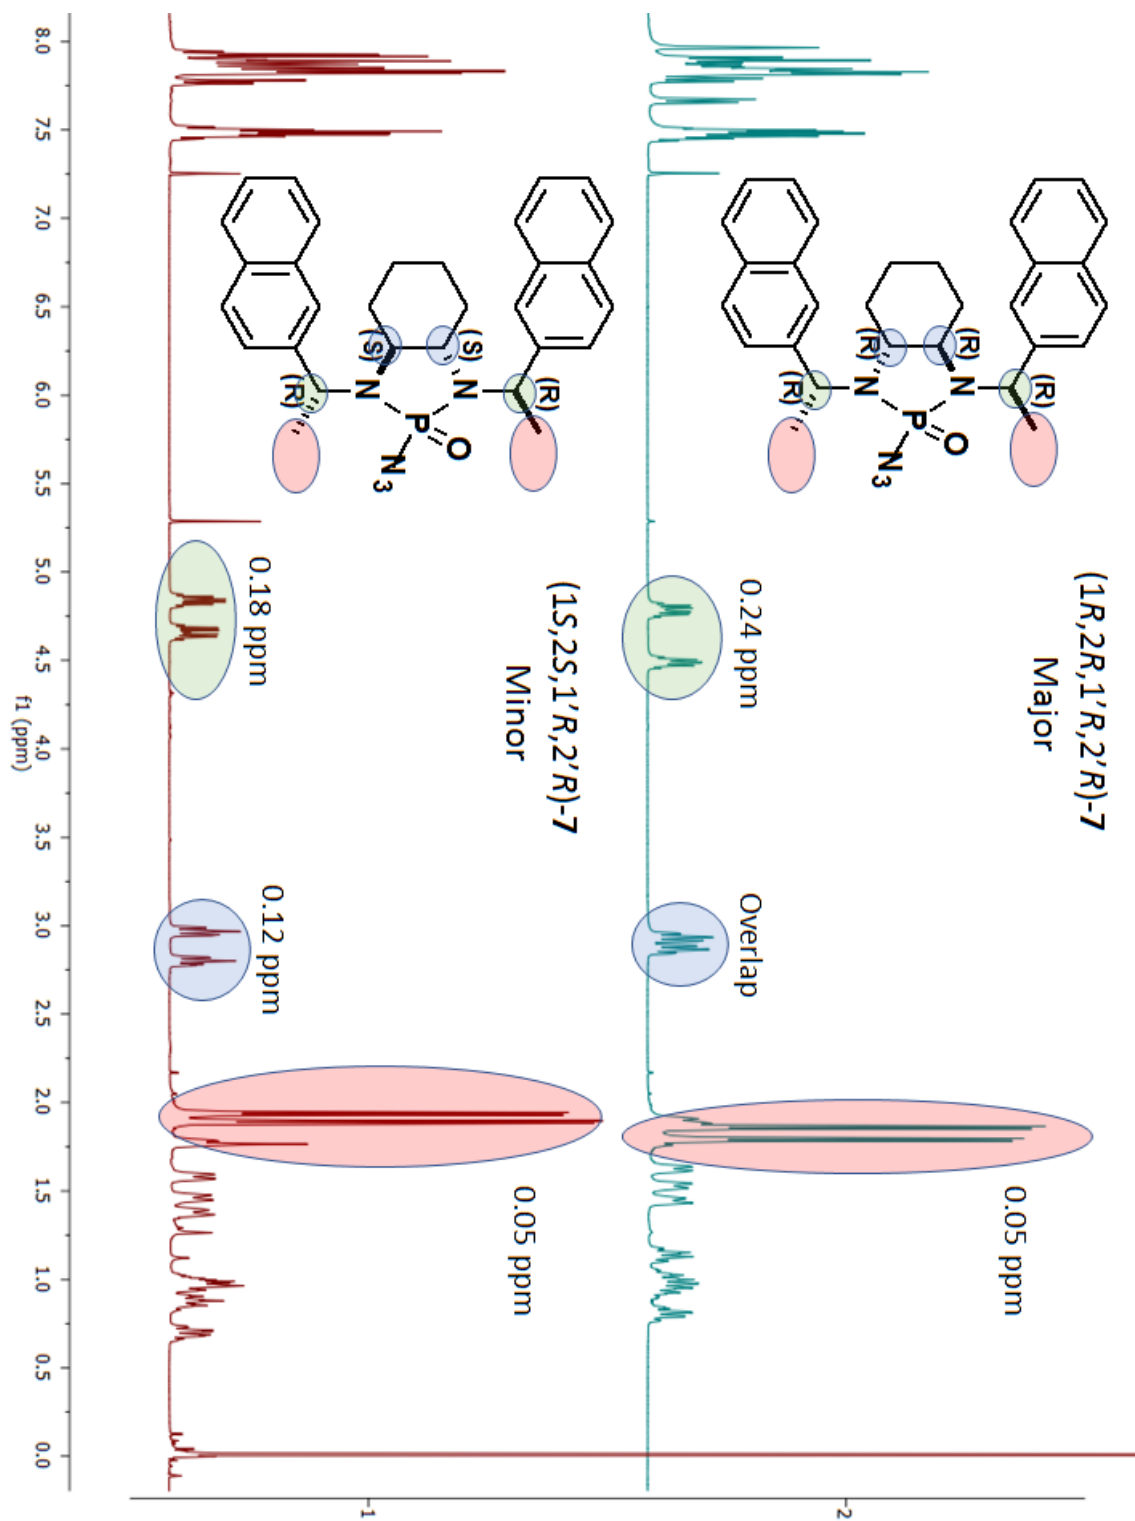 (1R,2R,1'R,2'R)-7
Major
(R)
(R)
(R)
(R)
N
N
P
O
N3
0.24 ppm
Overlap
0.05 ppm
2
(1S,2S,1'R,2'R)-7
Minor
(R)
(S)
(S)
(R)
N
N
P
O
N3
0.18 ppm
0.12 ppm
0.05 ppm
1
8.0 7.5 7.0 6.5 6.0 5.5 5.0 4.5 4.0 3.5 3.0 2.5 2.0 1.5 1.0 0.5 0.0
f1 (ppm)